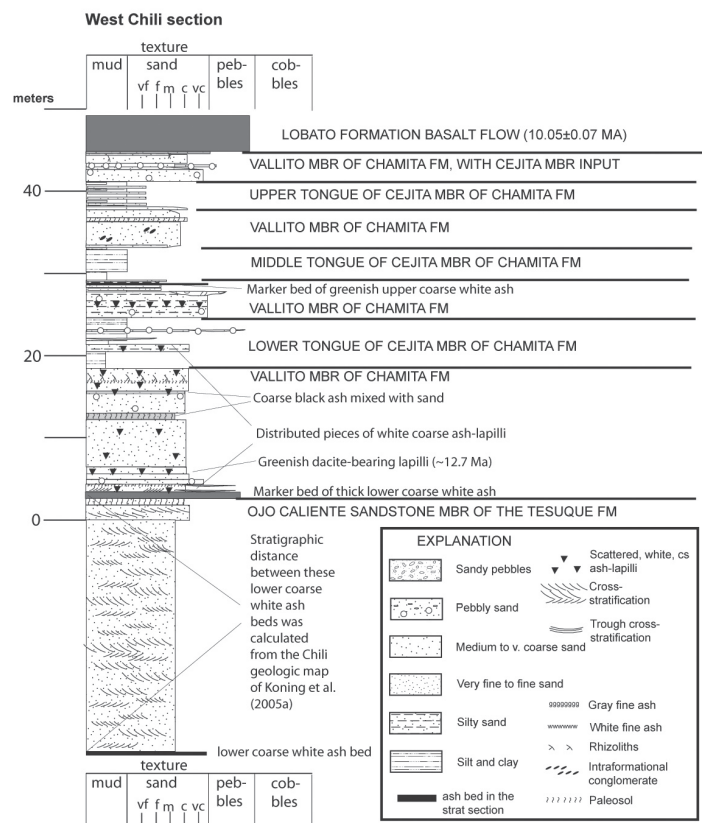 West Chili section
texture
mud
sand
peb-
bles
cob-
bles
vf f m c vc
meters
LOBATO FORMATION BASALT FLOW (10.05±0.07 MA)
VALLITO MBR OF CHAMITA FM, WITH CEJITA MBR INPUT
40
UPPER TONGUE OF CEJITA MBR OF CHAMITA FM
VALLITO MBR OF CHAMITA FM
MIDDLE TONGUE OF CEJITA MBR OF CHAMITA FM
Marker bed of greenish upper coarse white ash
VALLITO MBR OF CHAMITA FM
LOWER TONGUE OF CEJITA MBR OF CHAMITA FM
20
VALLITO MBR OF CHAMITA FM
Coarse black ash mixed with sand
Distributed pieces of white coarse ash-lapilli
Greenish dacite-bearing lapilli (~12.7 Ma)
Marker bed of thick lower coarse white ash
OJO CALIENTE SANDSTONE MBR OF THE TESUQUE FM
0
Stratigraphic
distance
between these
lower coarse
white ash
beds was
calculated
from the Chili
geologic map
of Koning et al.
(2005a)
lower coarse white ash bed
EXPLANATION
Sandy pebbles
Pebbly sand
Medium to v. coarse sand
Very fine to fine sand
Silty sand
Silt and clay
ash bed in the
strat section
Scattered, white, cs
ash-lapilli
Cross-
stratification
Trough cross-
stratification
Gray fine ash
White fine ash
Rhizoliths
Intraformational
conglomerate
Paleosol
texture
mud
sand
peb-
bles
cob-
bles
vf f m c vc